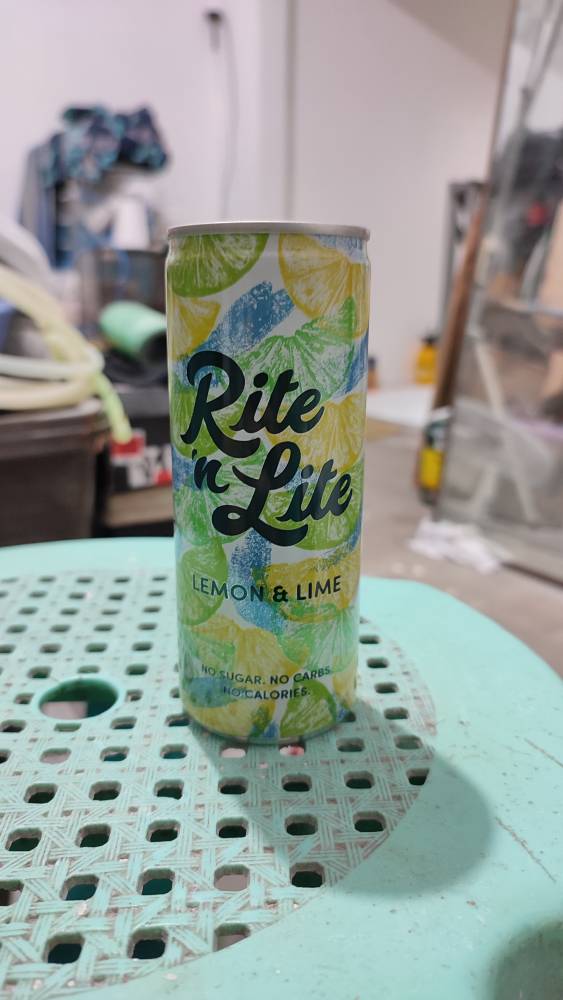 Rite
'n Lite
LEMON & LIME
NO SUGAR. NO CARBS.
NO CALORIES.